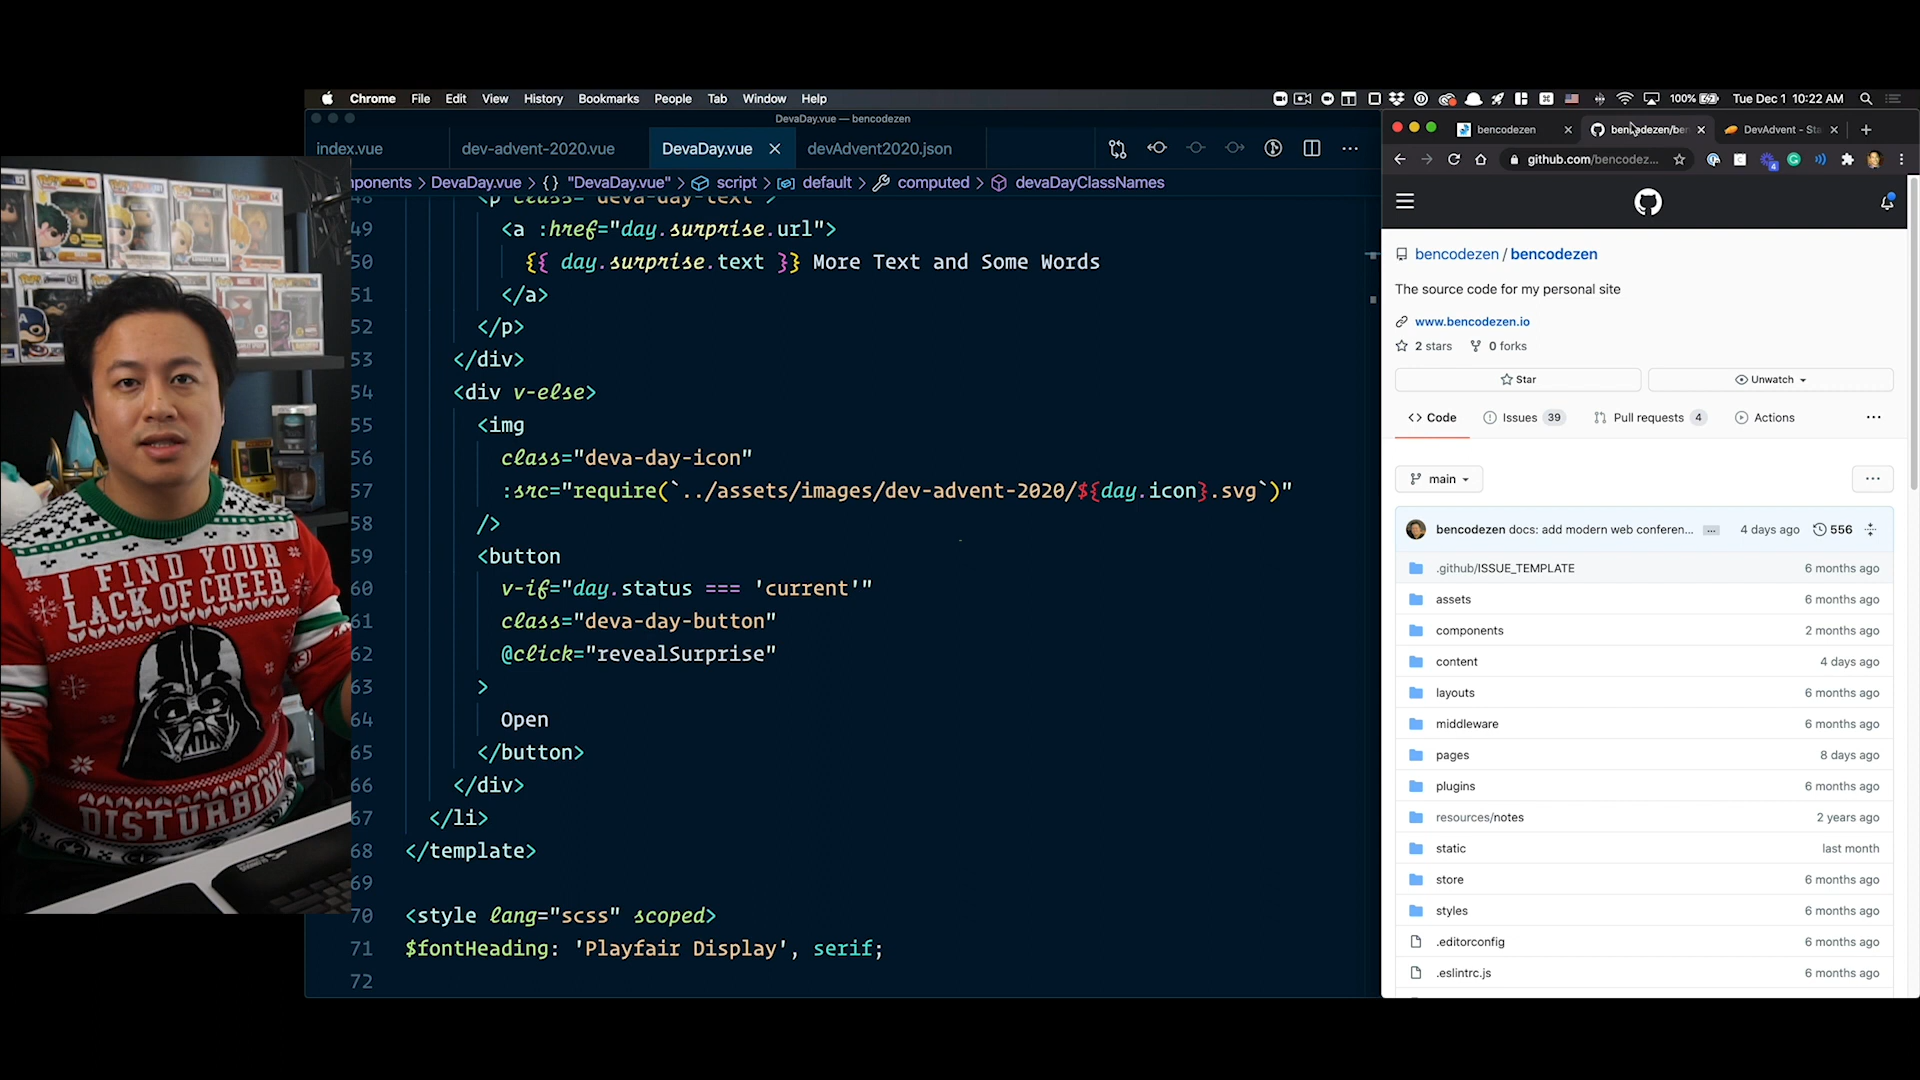 Chrome File Edit View History Bookmarks People Tab Window Help
100% Tue Dec 1 10:22 AM
DevaDay.vue — bencodezen
index.vue dev-advent-2020.vue DevaDay.vue devAdvent2020.json
DevaDay.vue > {} "DevaDay.vue" > script > default > computed > devaDayClassNames
48 <p class="deva-day-text">
49 <a :href="day.surprise.url">
50 {{ day.surprise.text }} More Text and Some Words
51 </a>
52 </p>
53 </div>
54 <div v-else>
55 <img
56 class="deva-day-icon"
57 :src="require(`../assets/images/dev-advent-2020/${day.icon}.svg`)"
58 />
59 <button
60 v-if="day.status === 'current'"
61 class="deva-day-button"
62 @click="revealSurprise"
63 >
64 Open
65 </button>
66 </div>
67 </li>
68 </template>
69
70 <style lang="scss" scoped>
71 $fontHeading: 'Playfair Display', serif;
72
I FIND YOUR
LACK OF CHEER
DISTURBIN
bencodezen
DevAdvent - Sta
github.com/bencodez...
bencodezen / bencodezen
The source code for my personal site
www.bencodezen.io
2 stars 0 forks
Star Unwatch
Code Issues 39 Pull requests 4 Actions
main
bencodezen docs: add modern web conferen... 4 days ago 556
.github/ISSUE_TEMPLATE 6 months ago
assets 6 months ago
components 2 months ago
content 4 days ago
layouts 6 months ago
middleware 6 months ago
pages 8 days ago
plugins 6 months ago
resources/notes 2 years ago
static last month
store 6 months ago
styles 6 months ago
.editorconfig 6 months ago
.eslintrc.js 6 months ago